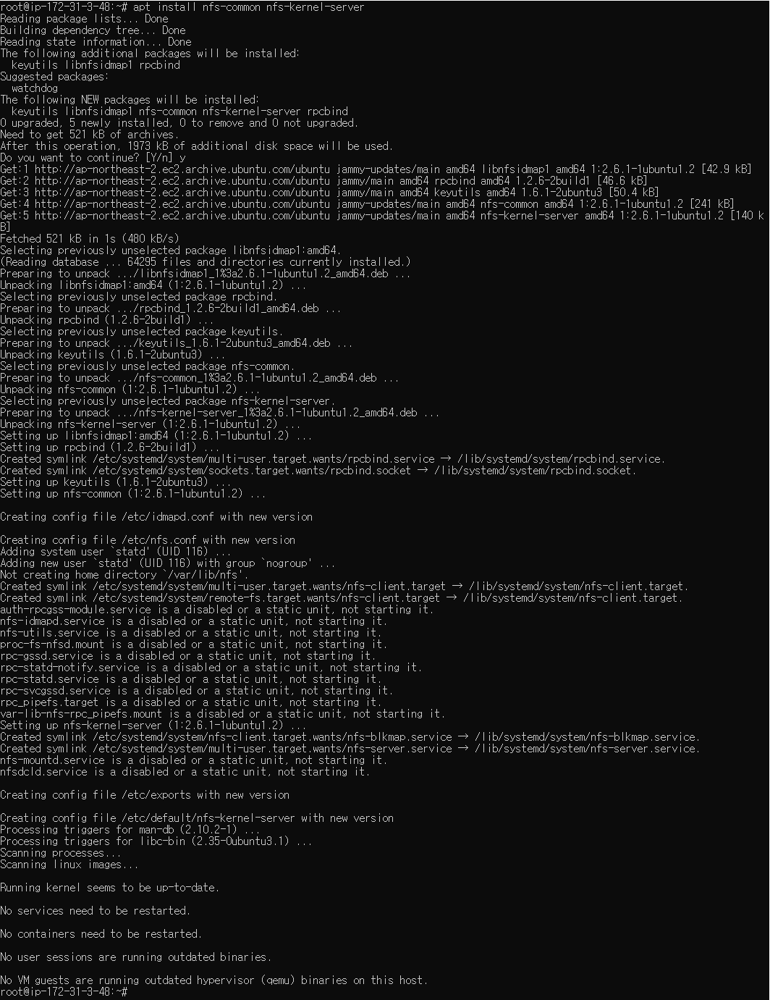 root@ip-172-31-3-48:~# apt install nfs-common nfs-kernel-server
Reading package lists... Done
Building dependency tree... Done
Reading state information... Done
The following additional packages will be installed:
  keyutils libnfsidmap1 rpcbind
Suggested packages:
  watchdog
The following NEW packages will be installed:
  keyutils libnfsidmap1 nfs-common nfs-kernel-server rpcbind
0 upgraded, 5 newly installed, 0 to remove and 0 not upgraded.
Need to get 521 kB of archives.
After this operation, 1973 kB of additional disk space will be used.
Do you want to continue? [Y/n] y
Get:1 http://ap-northeast-2.ec2.archive.ubuntu.com/ubuntu jammy-updates/main amd64 libnfsidmap1 amd64 1:2.6.1-1ubuntu1.2 [42.9 kB]
Get:2 http://ap-northeast-2.ec2.archive.ubuntu.com/ubuntu jammy/main amd64 rpcbind amd64 1.2.6-2build1 [46.6 kB]
Get:3 http://ap-northeast-2.ec2.archive.ubuntu.com/ubuntu jammy/main amd64 keyutils amd64 1.6.1-2ubuntu3 [50.4 kB]
Get:4 http://ap-northeast-2.ec2.archive.ubuntu.com/ubuntu jammy-updates/main amd64 nfs-common amd64 1:2.6.1-1ubuntu1.2 [241 kB]
Get:5 http://ap-northeast-2.ec2.archive.ubuntu.com/ubuntu jammy-updates/main amd64 nfs-kernel-server amd64 1:2.6.1-1ubuntu1.2 [140 k
B]
Fetched 521 kB in 1s (480 kB/s)
Selecting previously unselected package libnfsidmap1:amd64.
(Reading database ... 64295 files and directories currently installed.)
Preparing to unpack .../libnfsidmap1_1%3a2.6.1-1ubuntu1.2_amd64.deb ...
Unpacking libnfsidmap1:amd64 (1:2.6.1-1ubuntu1.2) ...
Selecting previously unselected package rpcbind.
Preparing to unpack .../rpcbind_1.2.6-2build1_amd64.deb ...
Unpacking rpcbind (1.2.6-2build1) ...
Selecting previously unselected package keyutils.
Preparing to unpack .../keyutils_1.6.1-2ubuntu3_amd64.deb ...
Unpacking keyutils (1.6.1-2ubuntu3) ...
Selecting previously unselected package nfs-common.
Preparing to unpack .../nfs-common_1%3a2.6.1-1ubuntu1.2_amd64.deb ...
Unpacking nfs-common (1:2.6.1-1ubuntu1.2) ...
Selecting previously unselected package nfs-kernel-server.
Preparing to unpack .../nfs-kernel-server_1%3a2.6.1-1ubuntu1.2_amd64.deb ...
Unpacking nfs-kernel-server (1:2.6.1-1ubuntu1.2) ...
Setting up libnfsidmap1:amd64 (1:2.6.1-1ubuntu1.2) ...
Setting up rpcbind (1.2.6-2build1) ...
Created symlink /etc/systemd/system/multi-user.target.wants/rpcbind.service → /lib/systemd/system/rpcbind.service.
Created symlink /etc/systemd/system/sockets.target.wants/rpcbind.socket → /lib/systemd/system/rpcbind.socket.
Setting up keyutils (1.6.1-2ubuntu3) ...
Setting up nfs-common (1:2.6.1-1ubuntu1.2) ...

Creating config file /etc/idmapd.conf with new version

Creating config file /etc/nfs.conf with new version
Adding system user `statd' (UID 116) ...
Adding new user `statd' (UID 116) with group `nogroup' ...
Not creating home directory `/var/lib/nfs'.
Created symlink /etc/systemd/system/multi-user.target.wants/nfs-client.target → /lib/systemd/system/nfs-client.target.
Created symlink /etc/systemd/system/remote-fs.target.wants/nfs-client.target → /lib/systemd/system/nfs-client.target.
auth-rpcgss-module.service is a disabled or a static unit, not starting it.
nfs-idmapd.service is a disabled or a static unit, not starting it.
nfs-utils.service is a disabled or a static unit, not starting it.
proc-fs-nfsd.mount is a disabled or a static unit, not starting it.
rpc-gssd.service is a disabled or a static unit, not starting it.
rpc-statd-notify.service is a disabled or a static unit, not starting it.
rpc-statd.service is a disabled or a static unit, not starting it.
rpc-svcgssd.service is a disabled or a static unit, not starting it.
rpc_pipefs.target is a disabled or a static unit, not starting it.
var-lib-nfs-rpc_pipefs.mount is a disabled or a static unit, not starting it.
Setting up nfs-kernel-server (1:2.6.1-1ubuntu1.2) ...
Created symlink /etc/systemd/system/nfs-client.target.wants/nfs-blkmap.service → /lib/systemd/system/nfs-blkmap.service.
Created symlink /etc/systemd/system/multi-user.target.wants/nfs-server.service → /lib/systemd/system/nfs-server.service.
nfs-mountd.service is a disabled or a static unit, not starting it.
nfsdcld.service is a disabled or a static unit, not starting it.

Creating config file /etc/exports with new version

Creating config file /etc/default/nfs-kernel-server with new version
Processing triggers for man-db (2.10.2-1) ...
Processing triggers for libc-bin (2.35-0ubuntu3.1) ...
Scanning processes...
Scanning linux images...

Running kernel seems to be up-to-date.

No services need to be restarted.

No containers need to be restarted.

No user sessions are running outdated binaries.

No VM guests are running outdated hypervisor (qemu) binaries on this host.
root@ip-172-31-3-48:~#